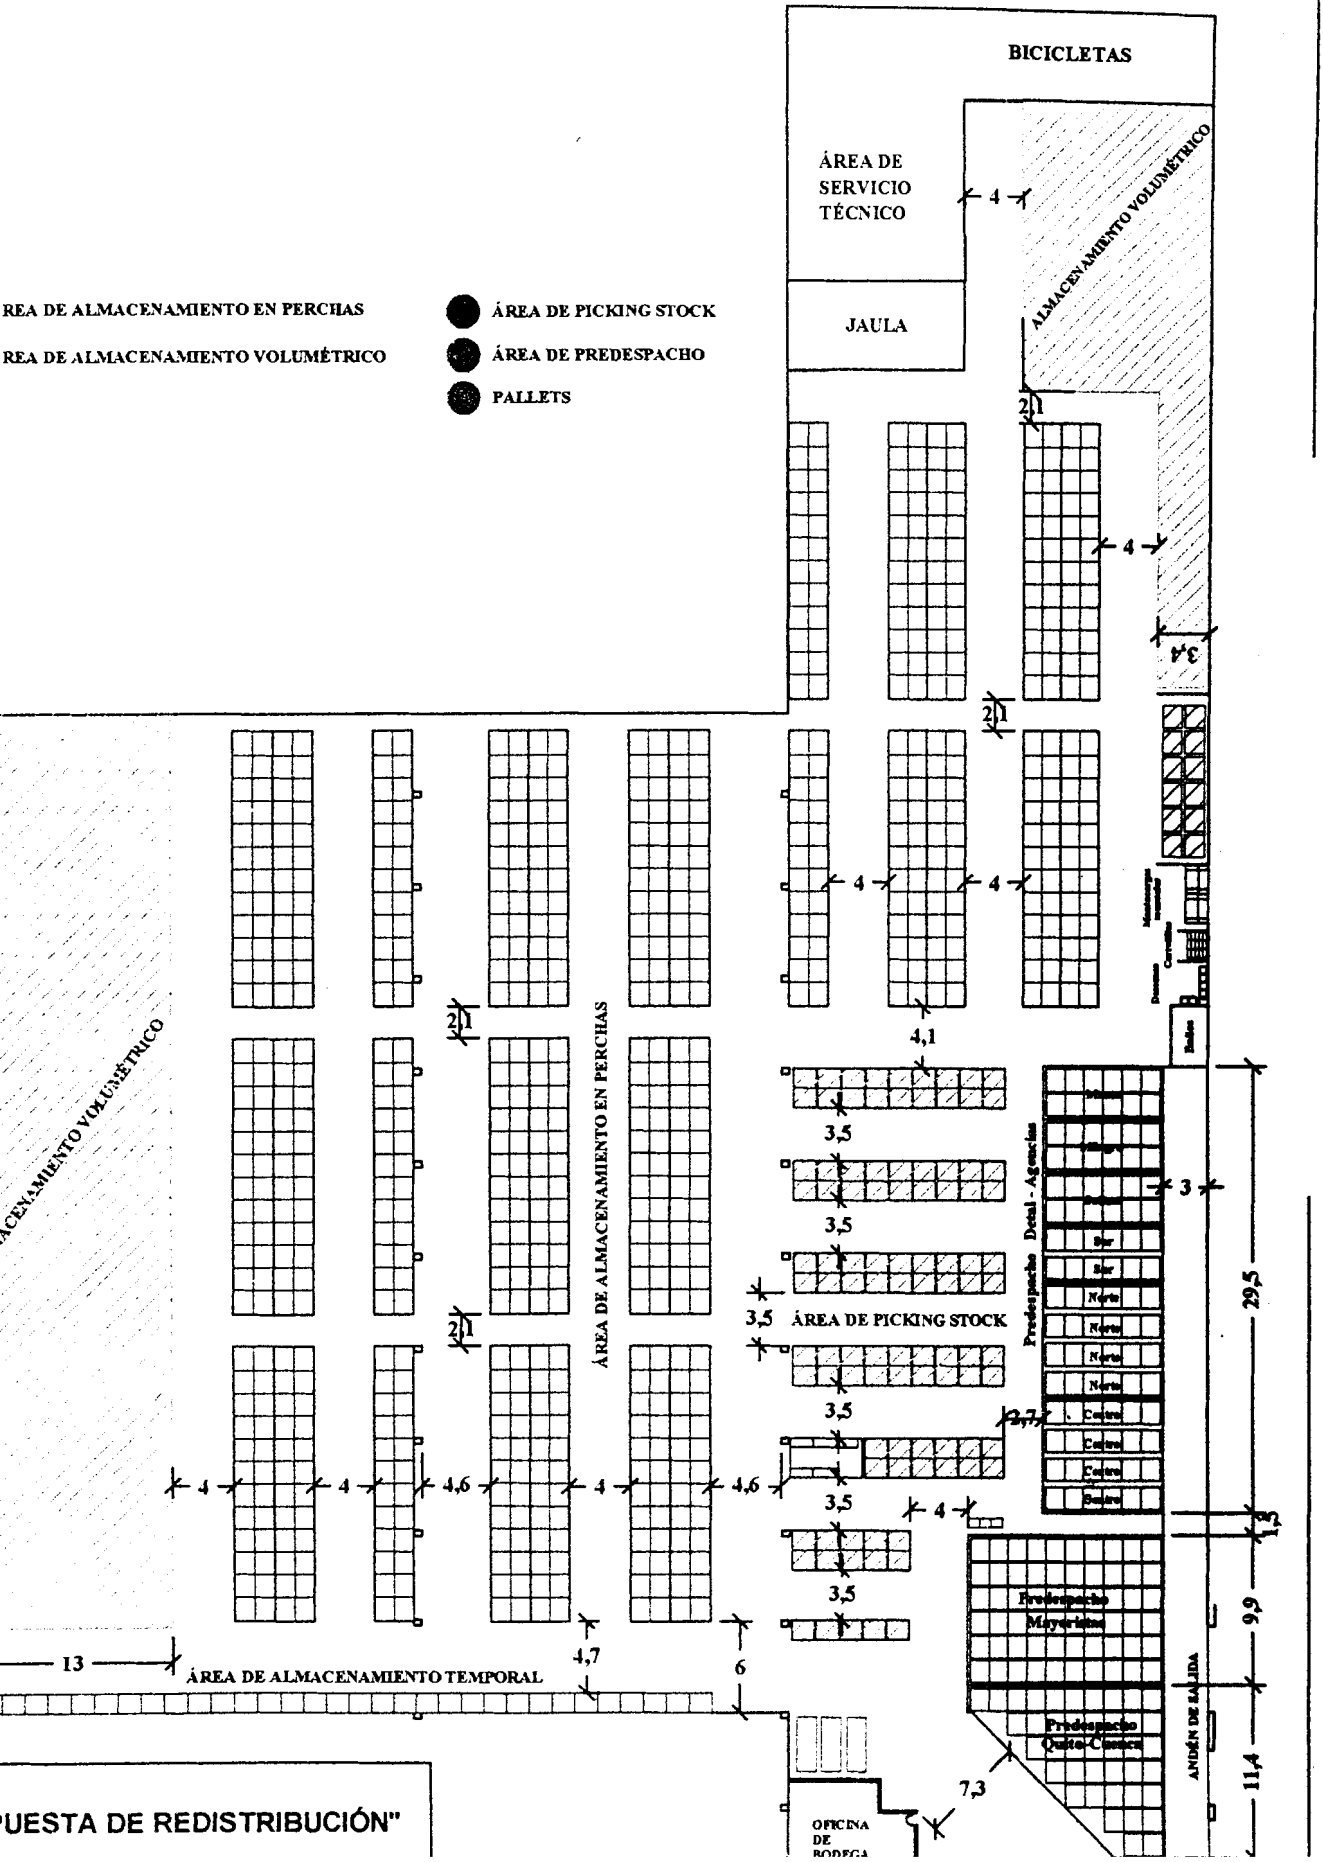 BICICLETAS
ÁREA DE
SERVICIO
TÉCNICO
4
ALMACENAMIENTO VOLUMÉTRICO
REA DE ALMACENAMIENTO EN PERCHAS
ÁREA DE PICKING STOCK
JAULA
REA DE ALMACENAMIENTO VOLUMÉTRICO
ÁREA DE PREDESPACHO
PALLETS
2,1
4
3,4
2,1
4
4
Carretillas
Baños
2,1
4,1
ÁREA DE ALMACENAMIENTO EN PERCHAS
MACENAMIENTO VOLUMÉTRICO
3,5
Predespacho Detal - Agencias
3
3,5
3,5
ÁREA DE PICKING STOCK
29,5
2,1
Sur
Sur
Norte
Norte
Norte
Norte
3,5
2,7
Centro
Centro
Centro
4
4
4,6
4
4,6
3,5
4
1,5
3,5
Predespacho
Mayoristas
9,9
13
4,7
6
ÁREA DE ALMACENAMIENTO TEMPORAL
Predespacho
Quito-Cuenca
ANDÉN DE SALIDA
11,4
7,3
PUESTA DE REDISTRIBUCIÓN"
OFICINA
DE
BODEGA